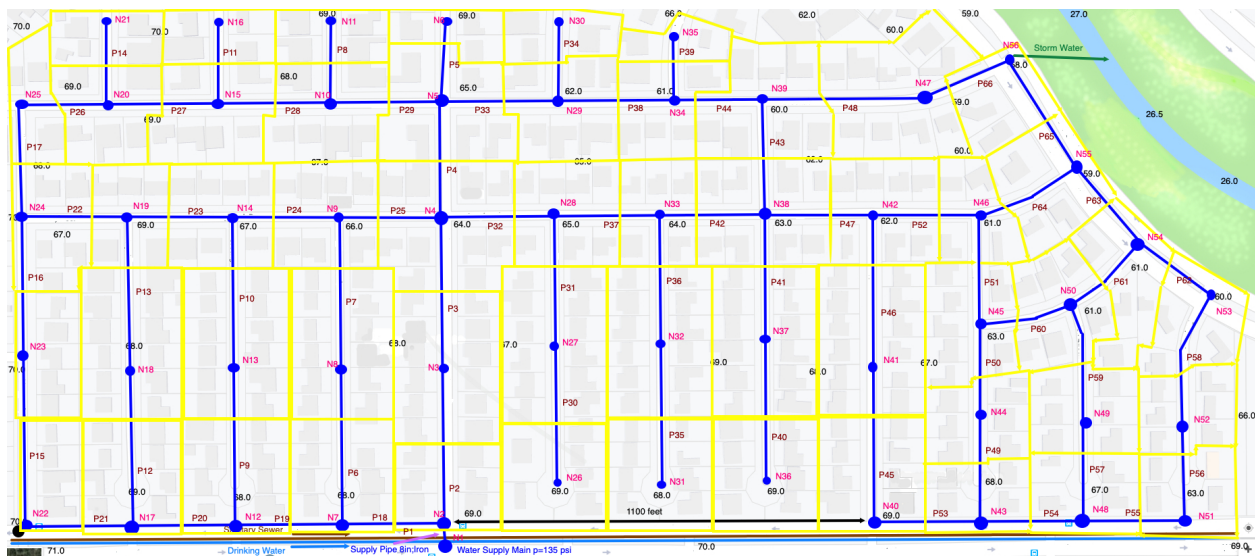 70.0
N21
70.0
N16
69.0
N11
N6
69.0
N30
66.0
N35
62.0
59.0
60.0
27.0
P14
P11
P8
P5
P34
P39
N56
58.0
Storm Water
69.0
68.0
65.0
62.0
61.0
N47
59.0
P66
N25
N20
N15
N10
N5
N29
N34
N39
60.0
26.5
P26
P27
69.0
P28
P29
P33
P38
P44
P48
P17
68.0
67.0
P4
65.0
P43
62.0
60.0
P65
N55
59.0
26.0
N24
P22
N19
P23
N14
P24
N9
P25
N4
N28
N33
N38
N42
N46
P64
P63
67.0
69.0
67.0
66.0
64.0
P32
65.0
P37
64.0
P42
63.0
P47
62.0
P52
61.0
N54
61.0
P16
P13
P10
P7
P3
P31
P36
P41
P46
P51
P61
P62
N50
61.0
60.0
N53
N23
70.0
68.0
N18
N13
N8
68.0
N3
67.0
N27
N32
69.0
N37
68.0
N41
67.0
N45
63.0
P60
P50
P59
P58
P30
N44
N49
N52
66.0
P15
P12
P9
P6
P2
P35
P40
P45
P49
P57
P56
69.0
68.0
68.0
N26
69.0
N31
68.0
N36
69.0
68.0
67.0
63.0
N22
70.0
P21
N17
P20
N12
P19
N7
P18
N2
69.0
1100 feet
N40
69.0
P53
N43
P54
N48
P55
N51
Sanitary Sewer
P1
N1
71.0
Drinking Water
Supply Pipe 8in;Iron
Water Supply Main p=135 psi
70.0
69.0